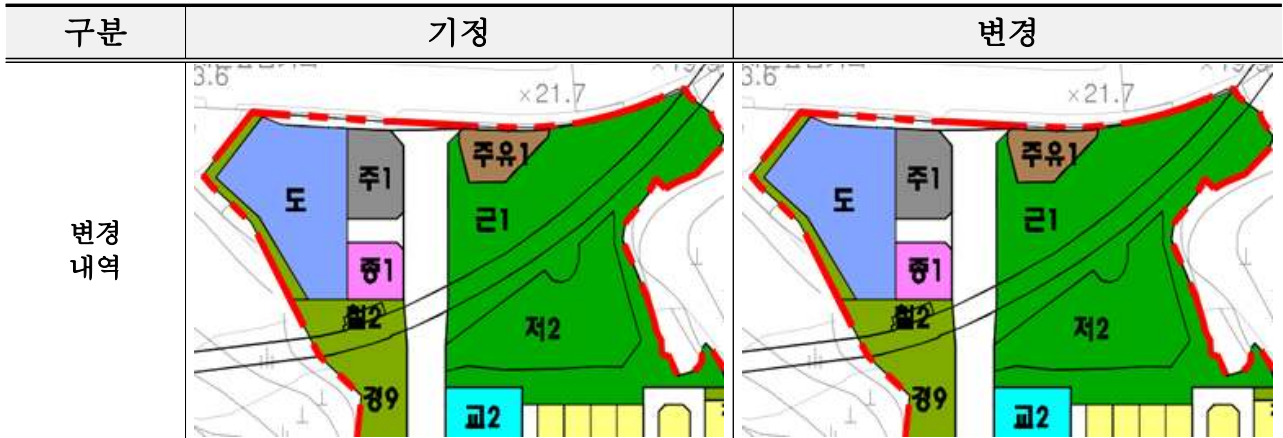 구분 기정 변경
3.6 ×21.7 3.6 ×21.7
주유1 주유1
주1 주1
도 근1 도 근1
변경
내역
종1 종1
철2 철2
저2 저2
경9 경9
교2 교2